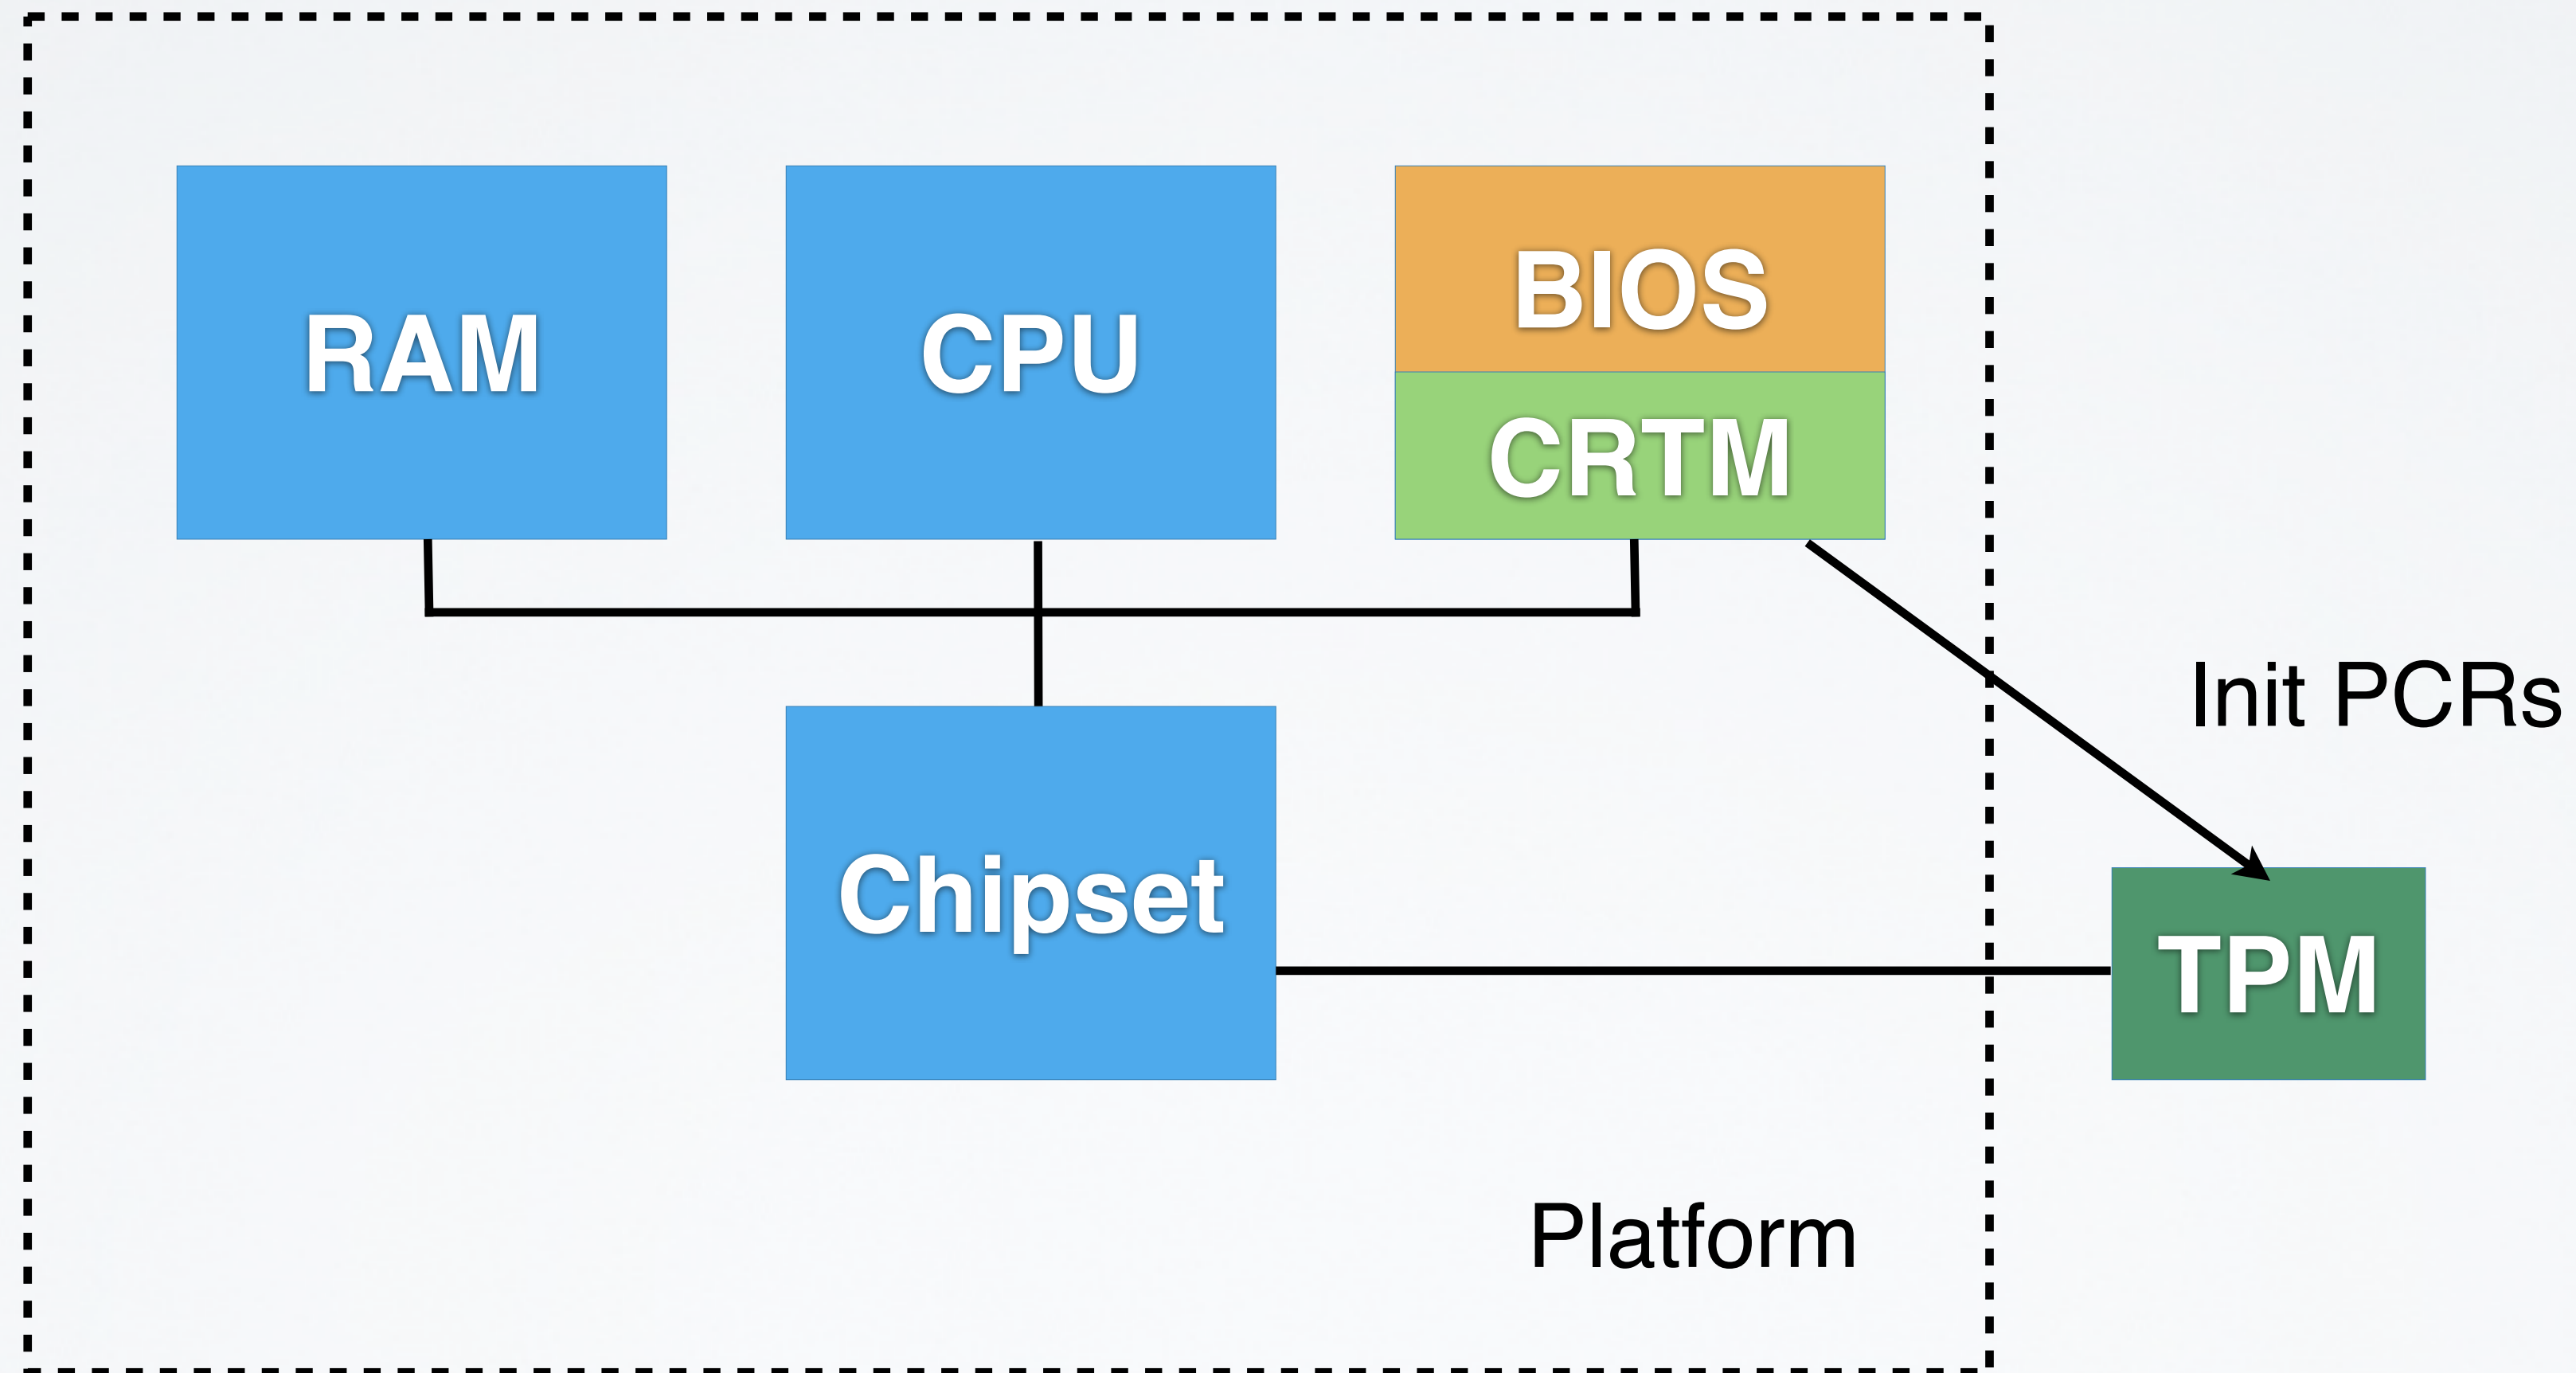 RAM
CPU
BIOS
CRTM
Init PCRs
Chipset
TPM
Platform